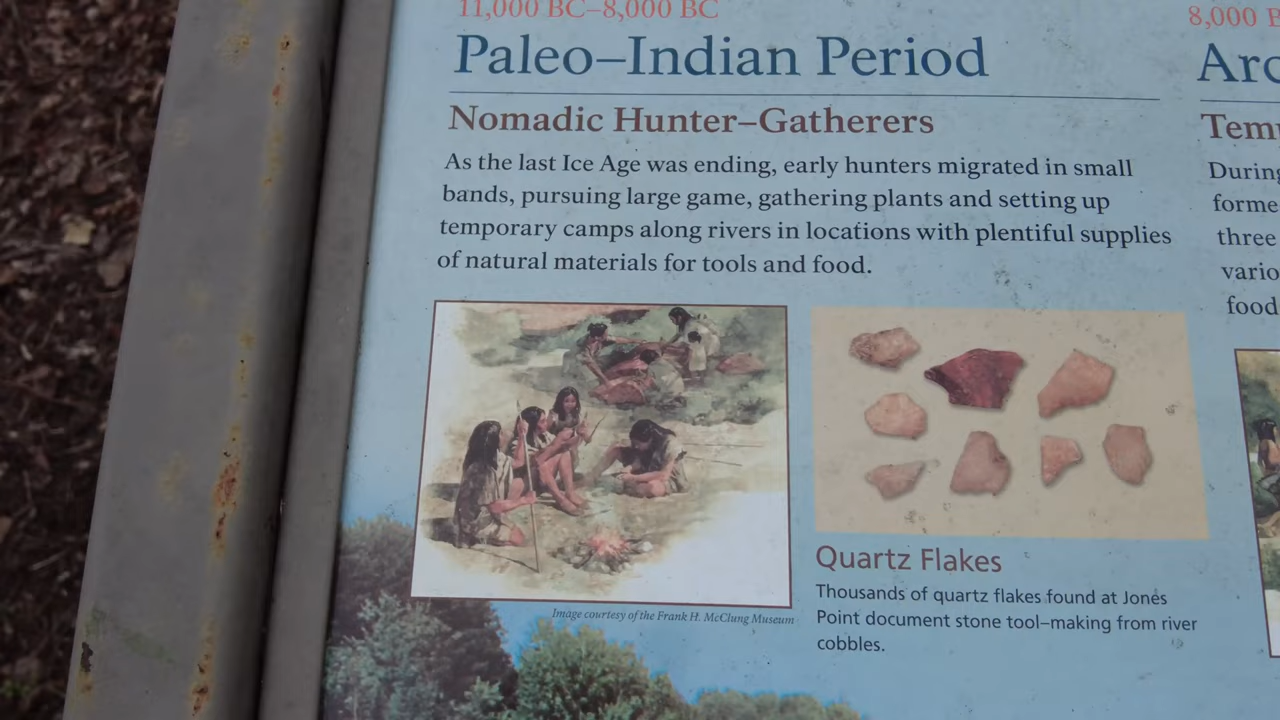 11,000 BC–8,000 BC
Paleo–Indian Period
Nomadic Hunter–Gatherers
As the last Ice Age was ending, early hunters migrated in small
bands, pursuing large game, gathering plants and setting up
temporary camps along rivers in locations with plentiful supplies
of natural materials for tools and food.
Image courtesy of the Frank H. McClung Museum
Quartz Flakes
Thousands of quartz flakes found at Jones
Point document stone tool–making from river
cobbles.
8,000 B
Arc
Tem
During
forme
three
vario
food